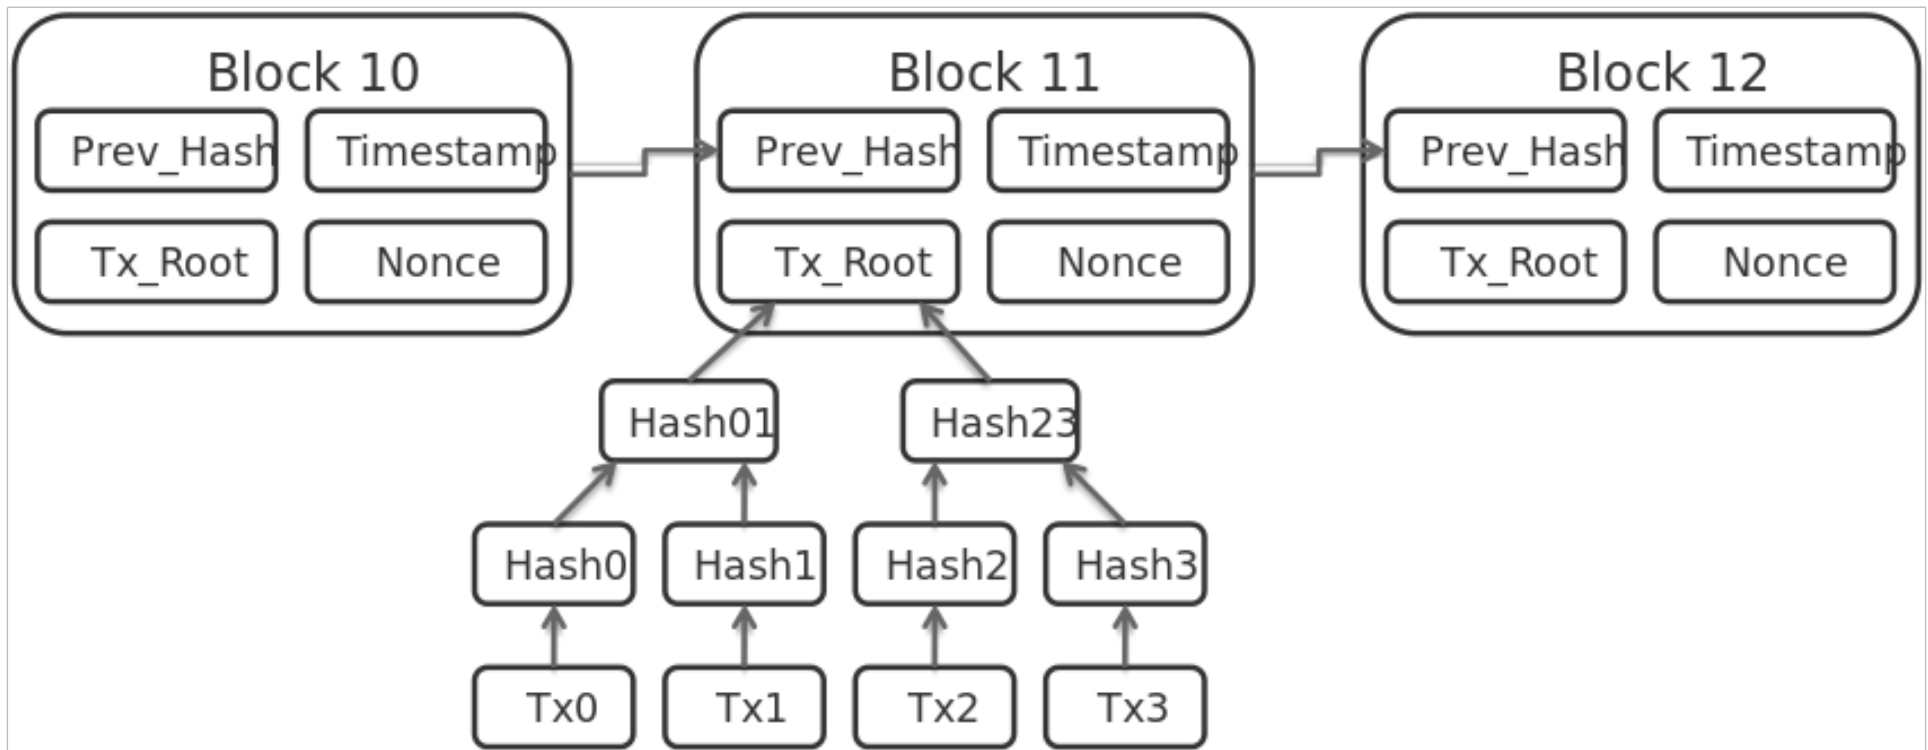 Block 10
Block 11
Block 12
Prev_Hash
Timestamp
Prev_Hash
Timestamp
Prev_Hash
Timestamp
Tx_Root
Nonce
Tx_Root
Nonce
Tx_Root
Nonce
Hash01
Hash23
Hash0
Hash1
Hash2
Hash3
Tx0
Tx1
Tx2
Tx3